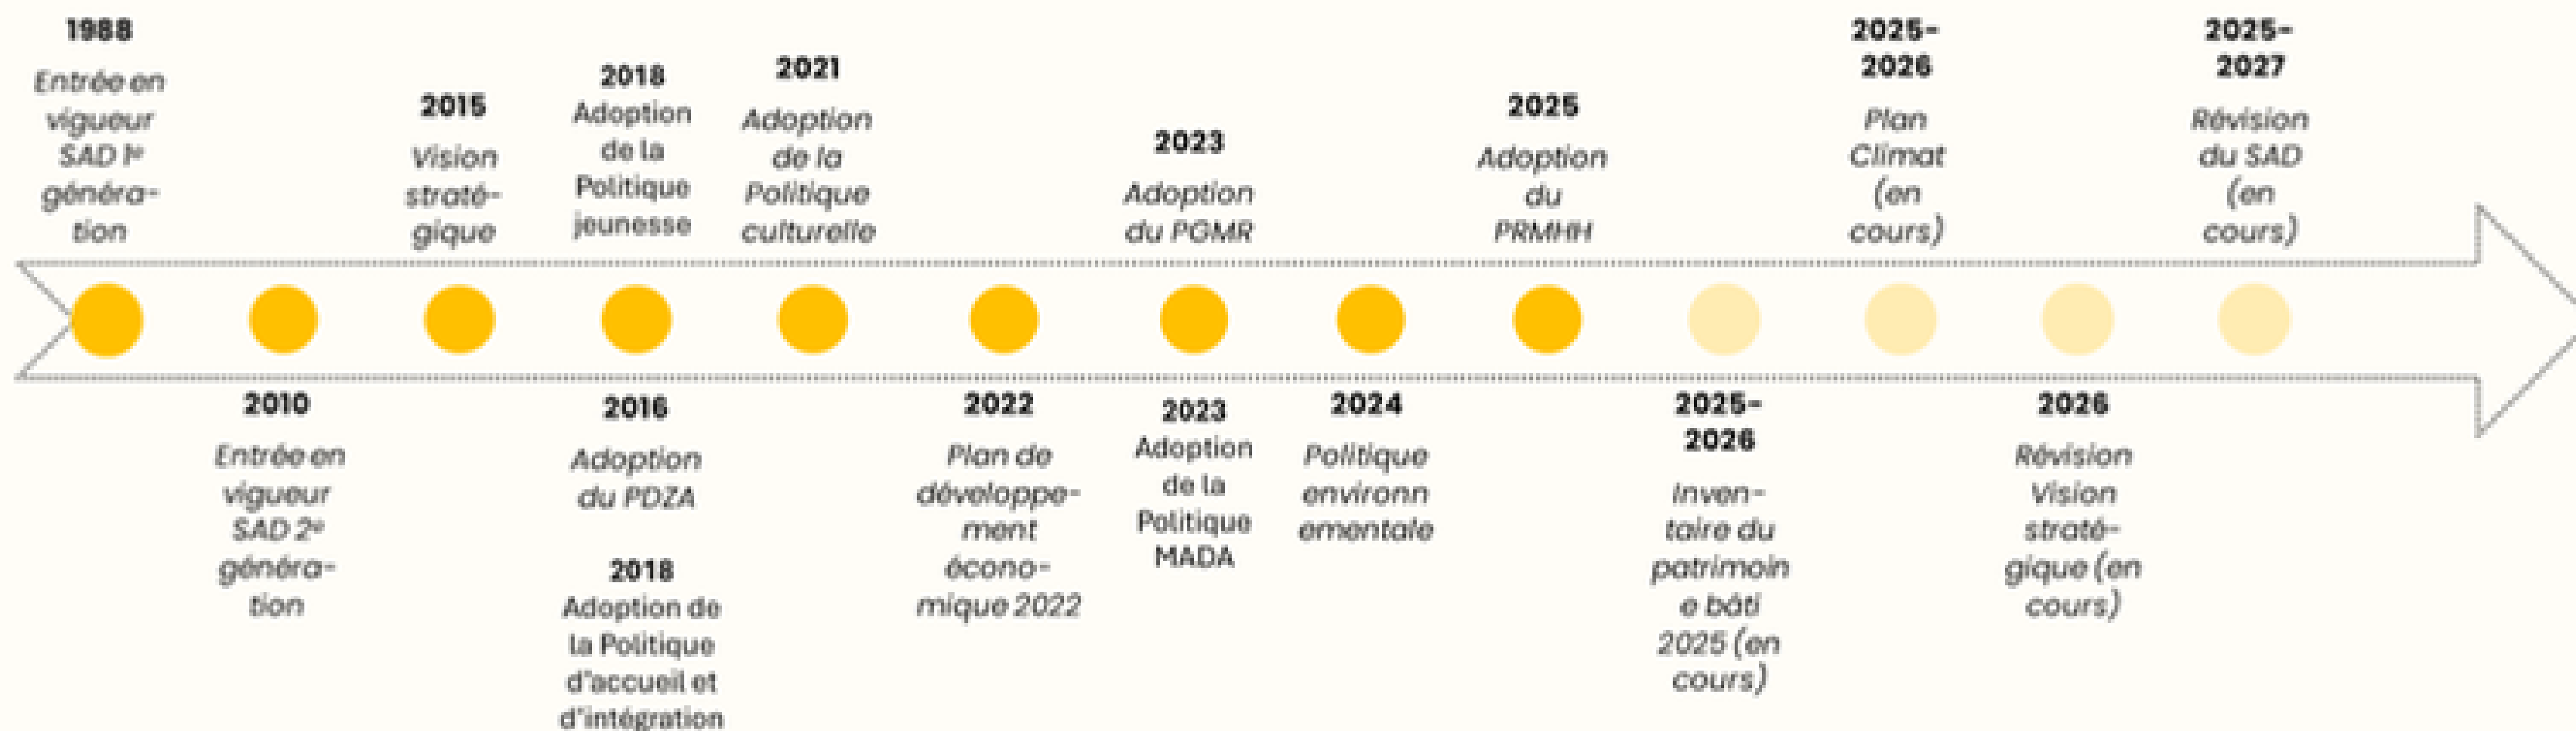 1988
Entrée en
vigueur
SAD 1e
généra-
tion
2010
Entrée en
vigueur
SAD 2e
généra-
tion
2015
Vision
straté-
gique
2018
Adoption
de la
Politique
jeunesse
2016
Adoption
du PDZA
2018
Adoption de
la Politique
d'accueil et
d'intégration
2021
Adoption
de la
Politique
culturelle
2022
Plan de
développe-
ment
écono-
mique 2022
2023
Adoption
du PGMR
2023
Adoption
de la
Politique
MADA
2024
Politique
environn
ementale
2025
Adoption
du
PRMHH
2025-
2026
Inven-
taire du
patrimoin
e bâti
2025 (en
cours)
2025-
2026
Plan
Climat
(en
cours)
2026
Révision
Vision
straté-
gique (en
cours)
2025-
2027
Révision
du SAD
(en
cours)